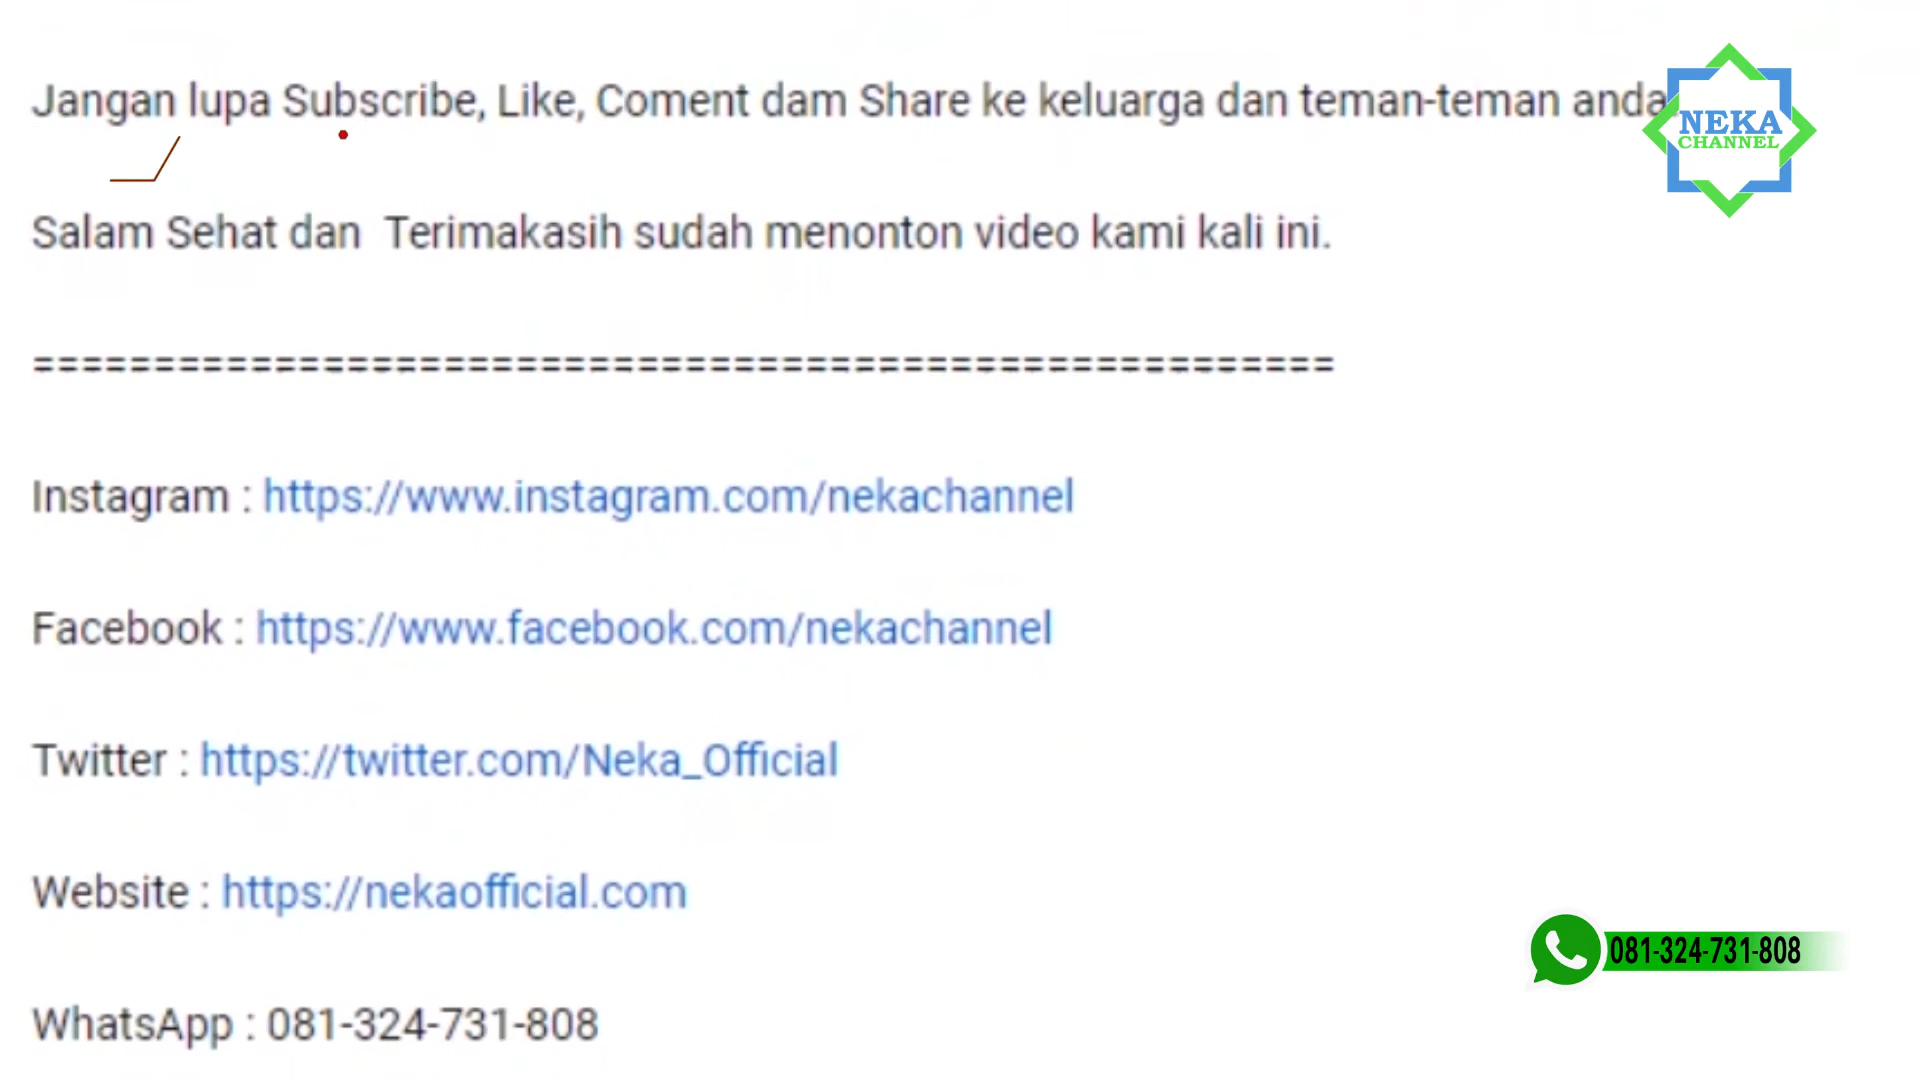 Jangan lupa Subscribe, Like, Coment dam Share ke keluarga dan teman-teman anda
NEKA
CHANNEL
Salam Sehat dan  Terimakasih sudah menonton video kami kali ini.
======================================================
Instagram : https://www.instagram.com/nekachannel
Facebook : https://www.facebook.com/nekachannel
Twitter : https://twitter.com/Neka_Official
Website : https://nekaofficial.com
081-324-731-808
WhatsApp : 081-324-731-808